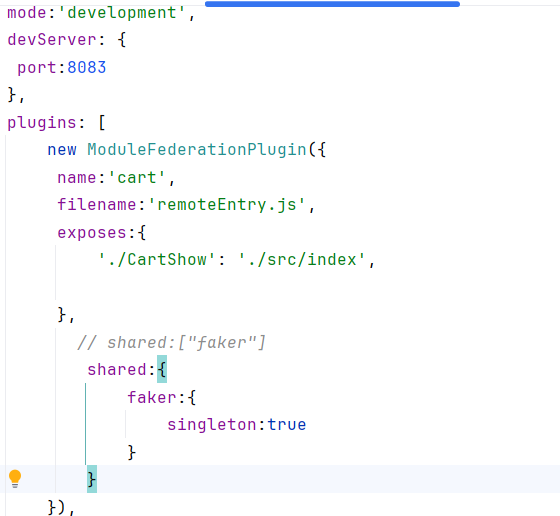 mode:'development',
devServer: {
port:8083
},
plugins: [
new ModuleFederationPlugin({
name:'cart',
filename:'remoteEntry.js',
exposes:{
'./CartShow': './src/index',
},
// shared:["faker"]
shared:{
faker:{
singleton:true
}
}
}),